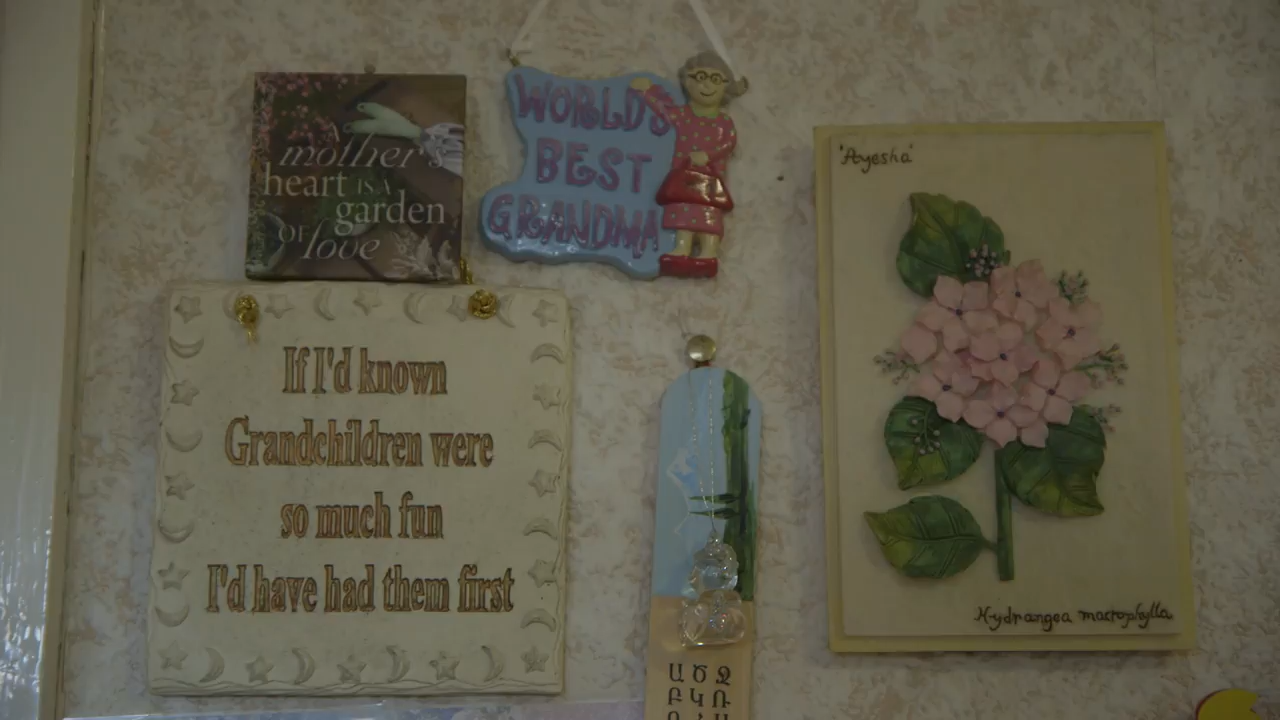 A
mother's
heart IS A
garden
OF love
WORLD'S
BEST
GRANDMA
If I'd known
Grandchildren were
so much fun
I'd have had them first
'Ayesha'
Hydrangea macrophylla
Ա Ծ Ջ
Բ Կ Ռ